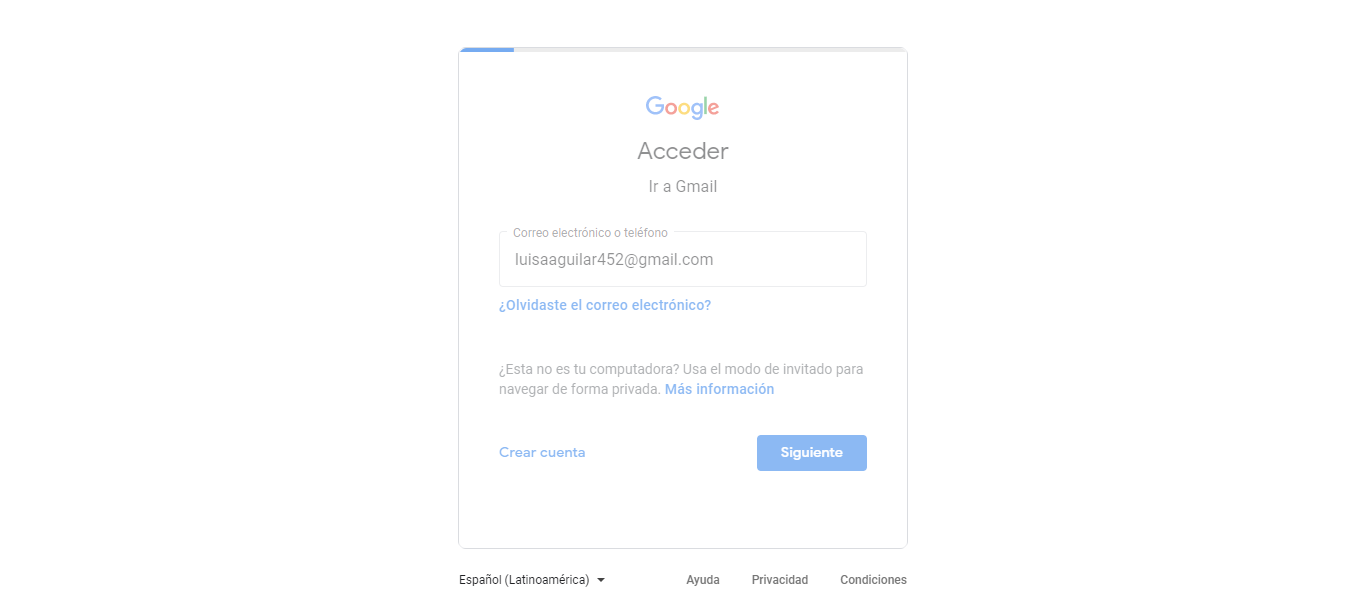 Google
Acceder
Ir a Gmail
Correo electrónico o teléfono
luisaaguilar452@gmail.com
¿Olvidaste el correo electrónico?
¿Esta no es tu computadora? Usa el modo de invitado para
navegar de forma privada. Más información
Crear cuenta
Siguiente
Español (Latinoamérica)
Ayuda
Privacidad
Condiciones